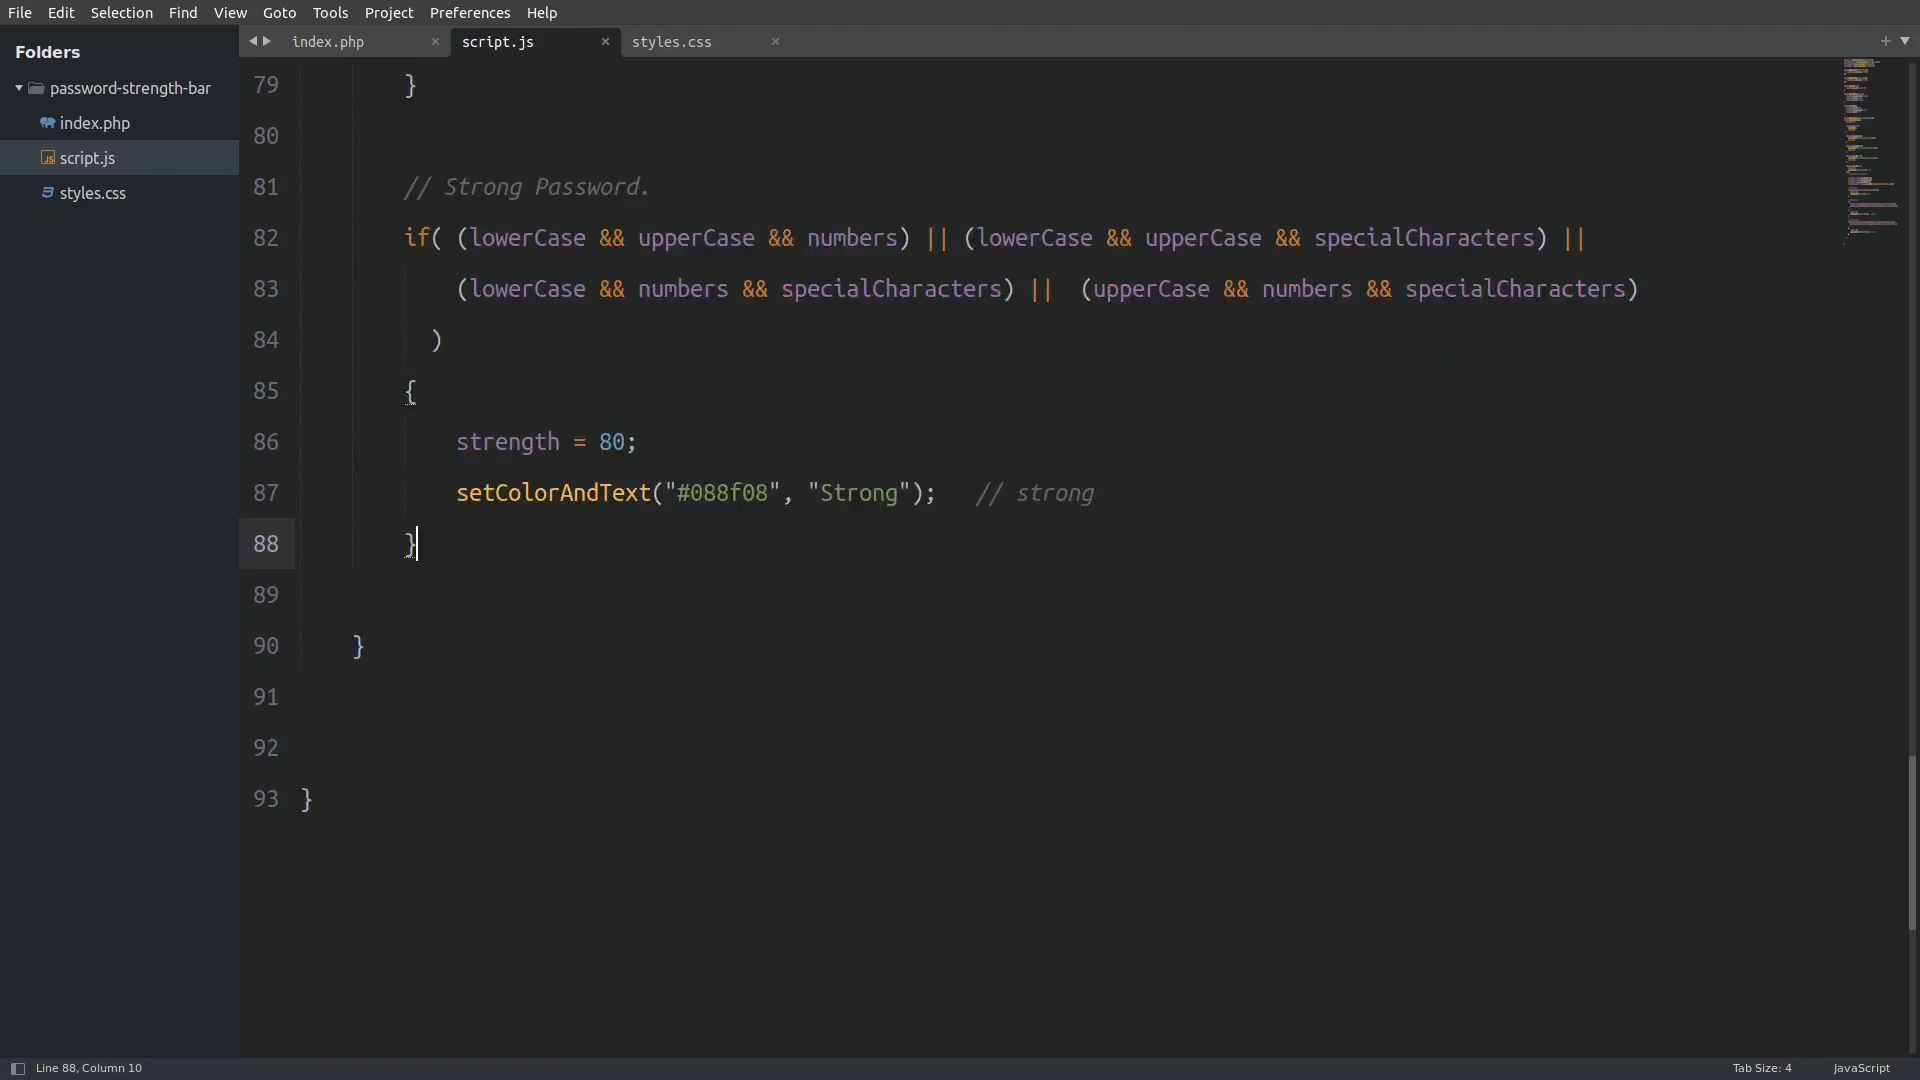 File Edit Selection Find View Goto Tools Project Preferences Help
Folders
password-strength-bar
index.php
script.js
styles.css
index.php × script.js × styles.css ×
79 }
80
81 // Strong Password.
82 if( (lowerCase && upperCase && numbers) || (lowerCase && upperCase && specialCharacters) ||
83 (lowerCase && numbers && specialCharacters) || (upperCase && numbers && specialCharacters)
84 )
85 {
86 strength = 80;
87 setColorAndText("#088f08", "Strong"); // strong
88 }
89
90 }
91
92
93 }
Line 88, Column 10 Tab Size: 4 JavaScript